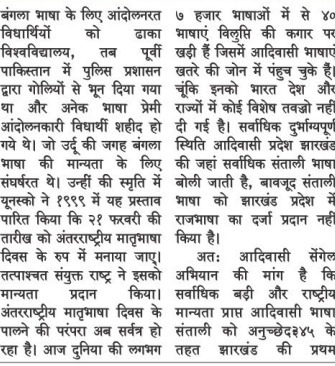 बंगला भाषा के लिए आंदोलनरत
विद्यार्थियों को ढाका
विश्वविद्यालय, तब पूर्वी
पाकिस्तान में पुलिस प्रशासन
द्वारा गोलियों से भून दिया गया
था और अनेक भाषा प्रेमी
आंदोलनकारी विद्यार्थी शहीद हो
गये थे। जो उर्दू की जगह बंगला
भाषा की मान्यता के लिए
संघर्षरत थे। उन्हीं की स्मृति में
यूनस्को ने १९९९ में यह प्रस्ताव
पारित किया कि २१ फरवरी की
तारीख को अंतरराष्ट्रीय मातृभाषा
दिवस के रुप में मनाया जाए।
तत्पाश्चत संयुक्त राष्ट्र ने इसको
मान्यता प्रदान किया।
अंतरराष्ट्रीय मातृभाषा दिवस के
पालने की परंपरा अब सर्वत्र हो
रहा है। आज दुनिया की लगभग
७ हजार भाषाओं में से ४०
भाषाएं विलुप्ति की कगार पर
खड़ी हैं जिसमें आदिवासी भाषाएं
खतरे की जोन में पंहुच चुके हैं।
चूंकि इनको भारत देश और
राज्यों में कोई विशेष तवज्जो नही
दी गई है। सर्वाधिक दुर्भाग्यपूर्ण
स्थिति आदिवासी प्रदेश झारखंड
की जहां सर्वाधिक संताली भाषा
बोली जाती है, बावजूद संताली
भाषा को झारखंड प्रदेश में
राजभाषा का दर्जा प्रदान नहीं
किया है।
अत: आदिवासी सेंगेल
अभियान की मांग है कि
सर्वाधिक बड़ी और राष्ट्रीय
मान्यता प्राप्त आदिवासी भाषा
संताली को अनुच्छेद३४५ के
तहत झारखंड की प्रथम